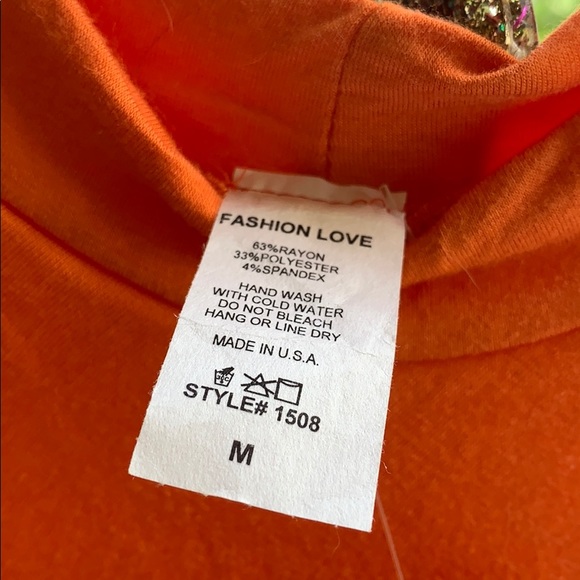 FASHION LOVE
63%RAYON
33%POLYESTER
4%SPANDEX
HAND WASH
WITH COLD WATER
DO NOT BLEACH
HANG OR LINE DRY
MADE IN U.S.A.
STYLE# 1508
M